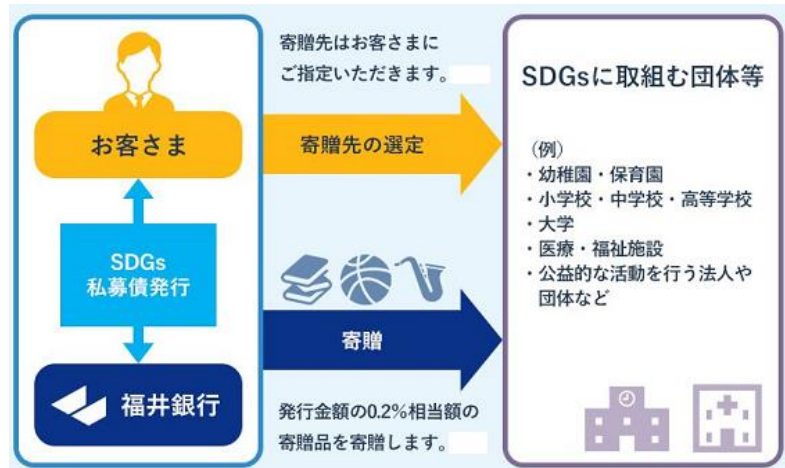 お客さま
SDGs
私募債発行
福井銀行
寄贈先はお客さまに
ご指定いただきます。
寄贈先の選定
寄贈
発行金額の0.2%相当額の
寄贈品を寄贈します。
SDGsに取組む団体等
（例）
・幼稚園・保育園
・小学校・中学校・高等学校
・大学
・医療・福祉施設
・公益的な活動を行う法人や
団体など